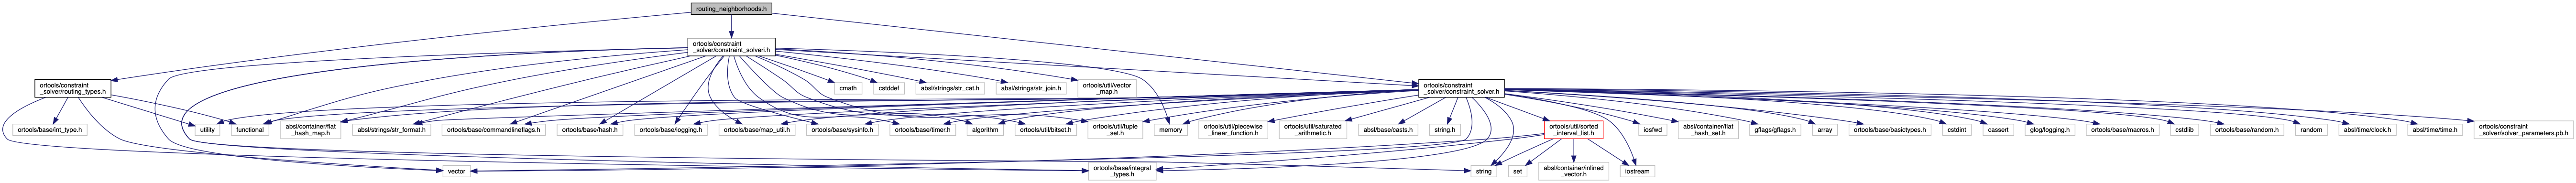 routing_neighborhoods.h
ortools/constraint
_solver/constraint_solveri.h
ortools/constraint
_solver/routing_types.h
cmath
cstddef
absl/strings/str_cat.h
absl/strings/str_join.h
ortools/util/vector
_map.h
ortools/constraint
_solver/constraint_solver.h
ortools/base/int_type.h
utility
functional
absl/container/flat
_hash_map.h
absl/strings/str_format.h
ortools/base/commandlineflags.h
ortools/base/hash.h
ortools/base/logging.h
ortools/base/map_util.h
ortools/base/sysinfo.h
ortools/base/timer.h
algorithm
ortools/util/bitset.h
ortools/util/tuple
_set.h
memory
ortools/util/piecewise
_linear_function.h
ortools/util/saturated
_arithmetic.h
absl/base/casts.h
string.h
ortools/util/sorted
_interval_list.h
iosfwd
absl/container/flat
_hash_set.h
gflags/gflags.h
array
ortools/base/basictypes.h
cstdint
cassert
glog/logging.h
ortools/base/macros.h
cstdlib
ortools/base/random.h
random
absl/time/clock.h
absl/time/time.h
ortools/constraint
_solver/solver_parameters.pb.h
vector
ortools/base/integral
_types.h
string
set
absl/container/inlined
_vector.h
iostream